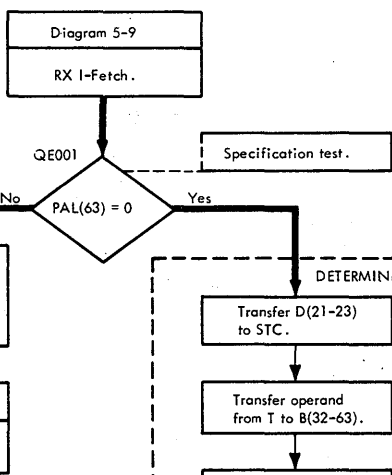 Diagram 5-9
RX I-Fetch.
QE001
Specification test.
No
PAL(63) = 0
Yes
DETERMIN
Transfer D(21-23)
to STC.
Transfer operand
from T to B(32-63).